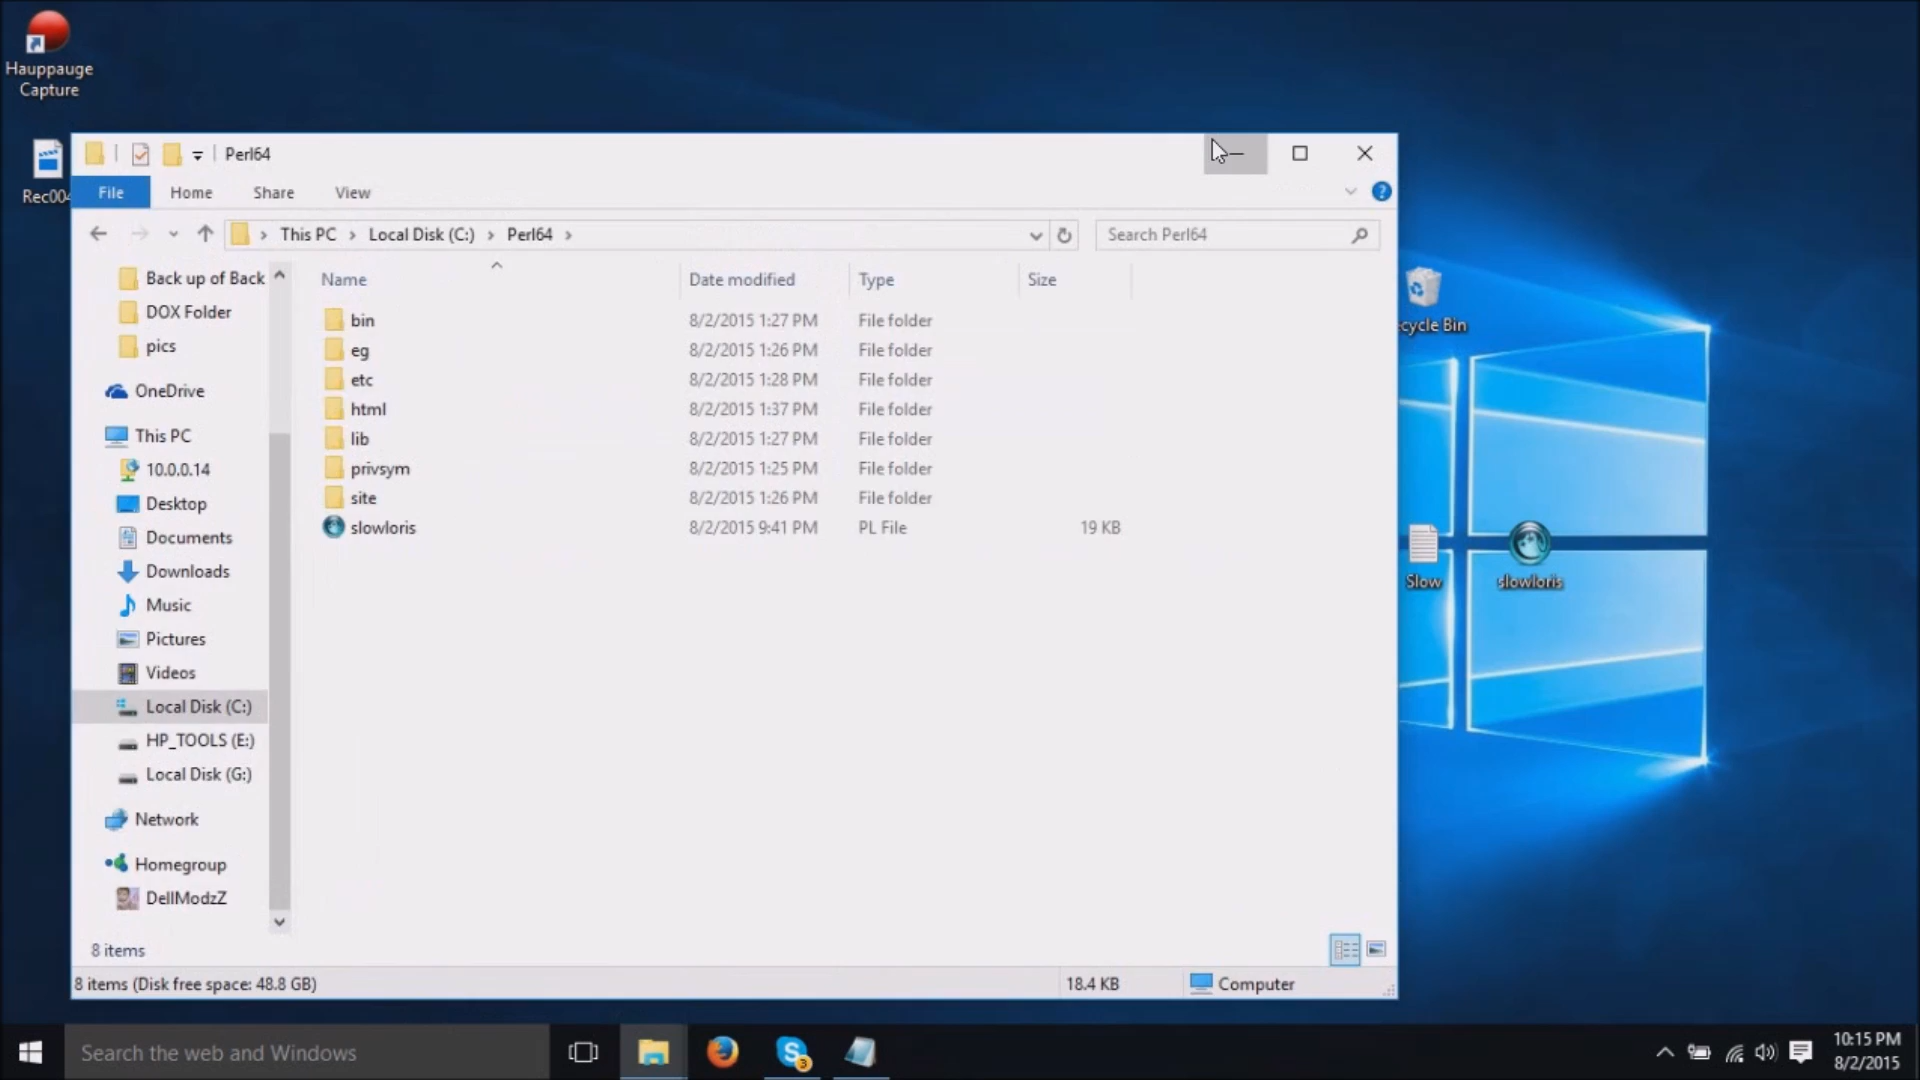 Hauppauge
Capture
Rec004
Perl64
File Home Share View
This PC Local Disk (C:) Perl64
Search Perl64
Name Date modified Type Size
Back up of Back
DOX Folder
pics
OneDrive
This PC
10.0.0.14
Desktop
Documents
Downloads
Music
Pictures
Videos
Local Disk (C:)
HP_TOOLS (E:)
Local Disk (G:)
Network
Homegroup
DellModzZ
bin 8/2/2015 1:27 PM File folder
eg 8/2/2015 1:26 PM File folder
etc 8/2/2015 1:28 PM File folder
html 8/2/2015 1:37 PM File folder
lib 8/2/2015 1:27 PM File folder
privsym 8/2/2015 1:25 PM File folder
site 8/2/2015 1:26 PM File folder
slowloris 8/2/2015 9:41 PM PL File 19 KB
8 items
8 items (Disk free space: 48.8 GB) 18.4 KB Computer
cycle Bin
Slow
slowloris
Search the web and Windows
3
10:15 PM
8/2/2015